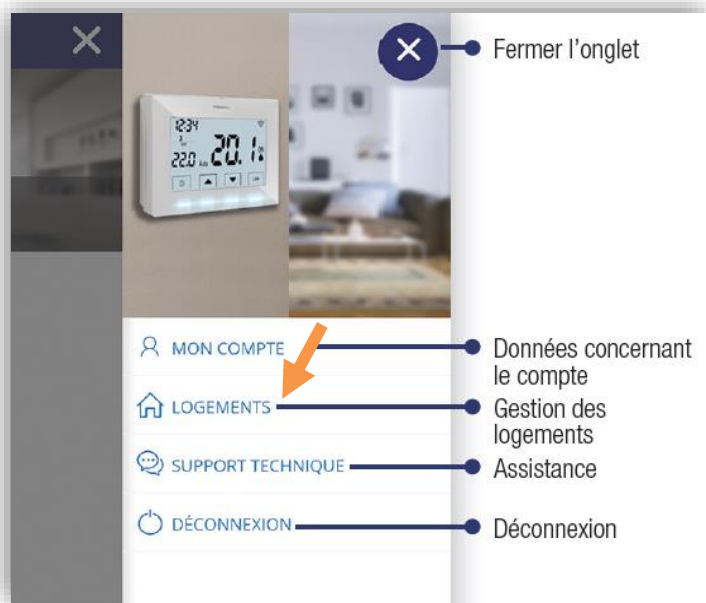 Fermer l'onglet
12:34
22.0 Auto 20.1
MON COMPTE
Données concernant
le compte
LOGEMENTS
Gestion des
logements
SUPPORT TECHNIQUE
Assistance
DÉCONNEXION
Déconnexion